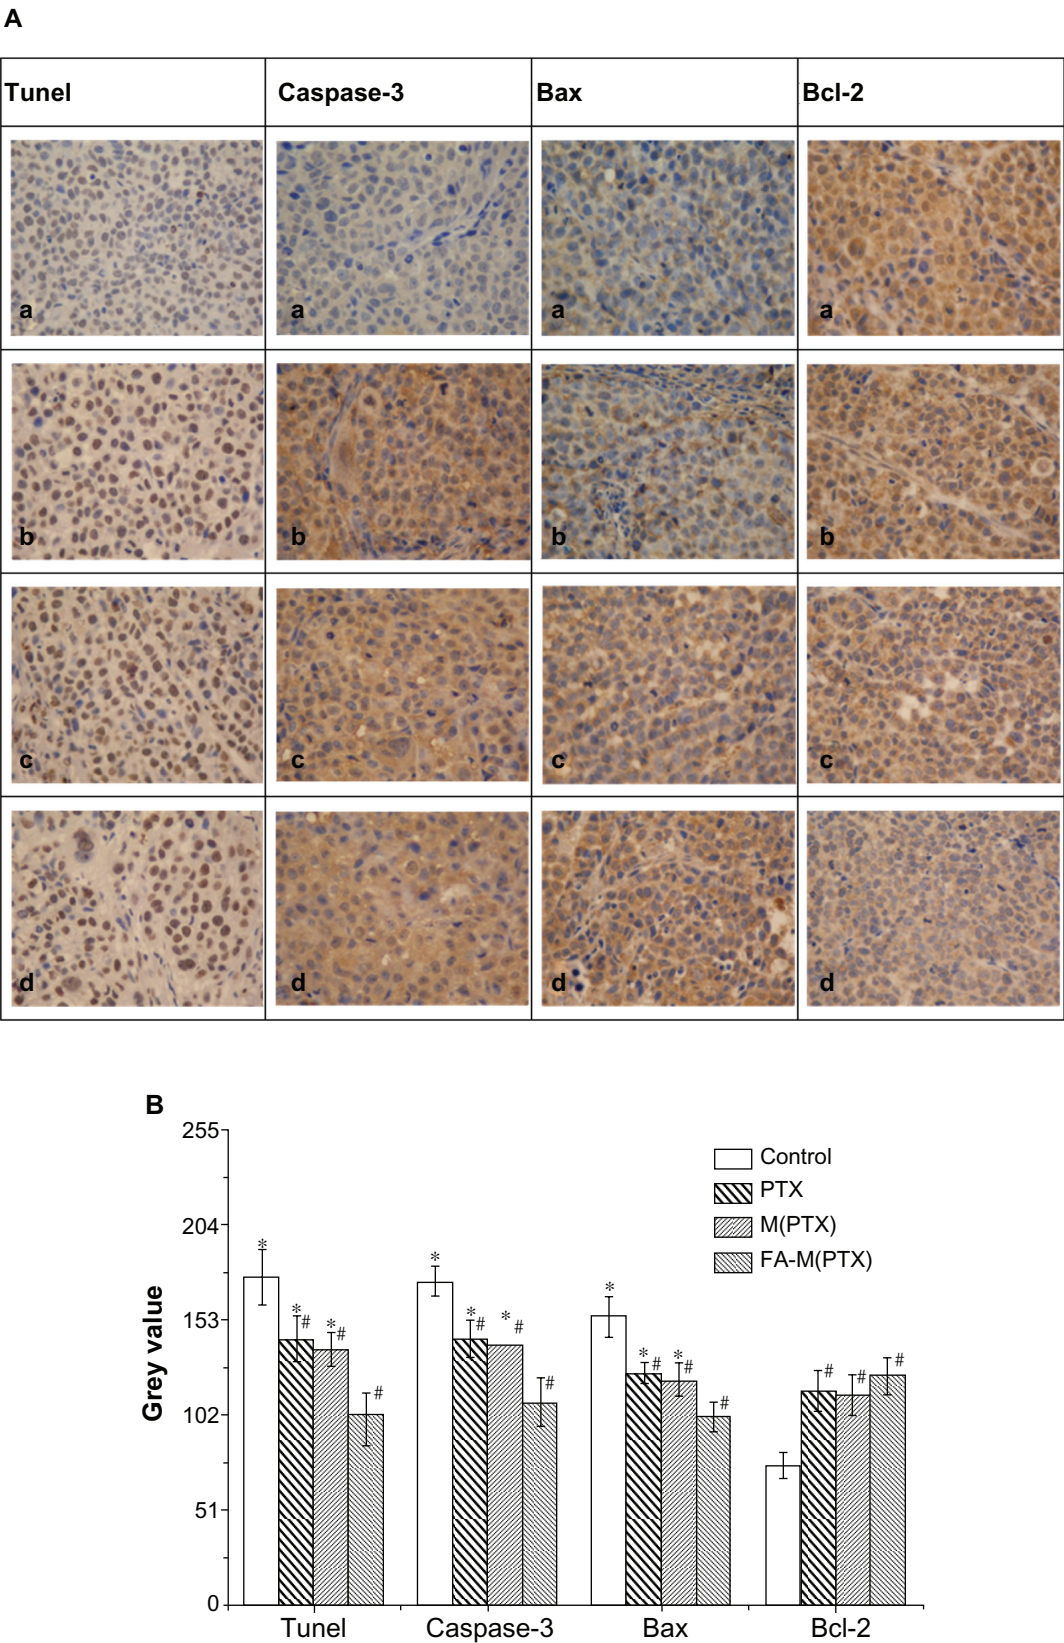 A
Tunel Caspase-3 Bax Bcl-2
a a a a
b b b b
c c c c
d d d d
B
255
204
153
102
51
0
Grey value
Control
PTX
M(PTX)
FA-M(PTX)
* *# *# #
* *# *# #
* *# *# #
# # #
Tunel Caspase-3 Bax Bcl-2